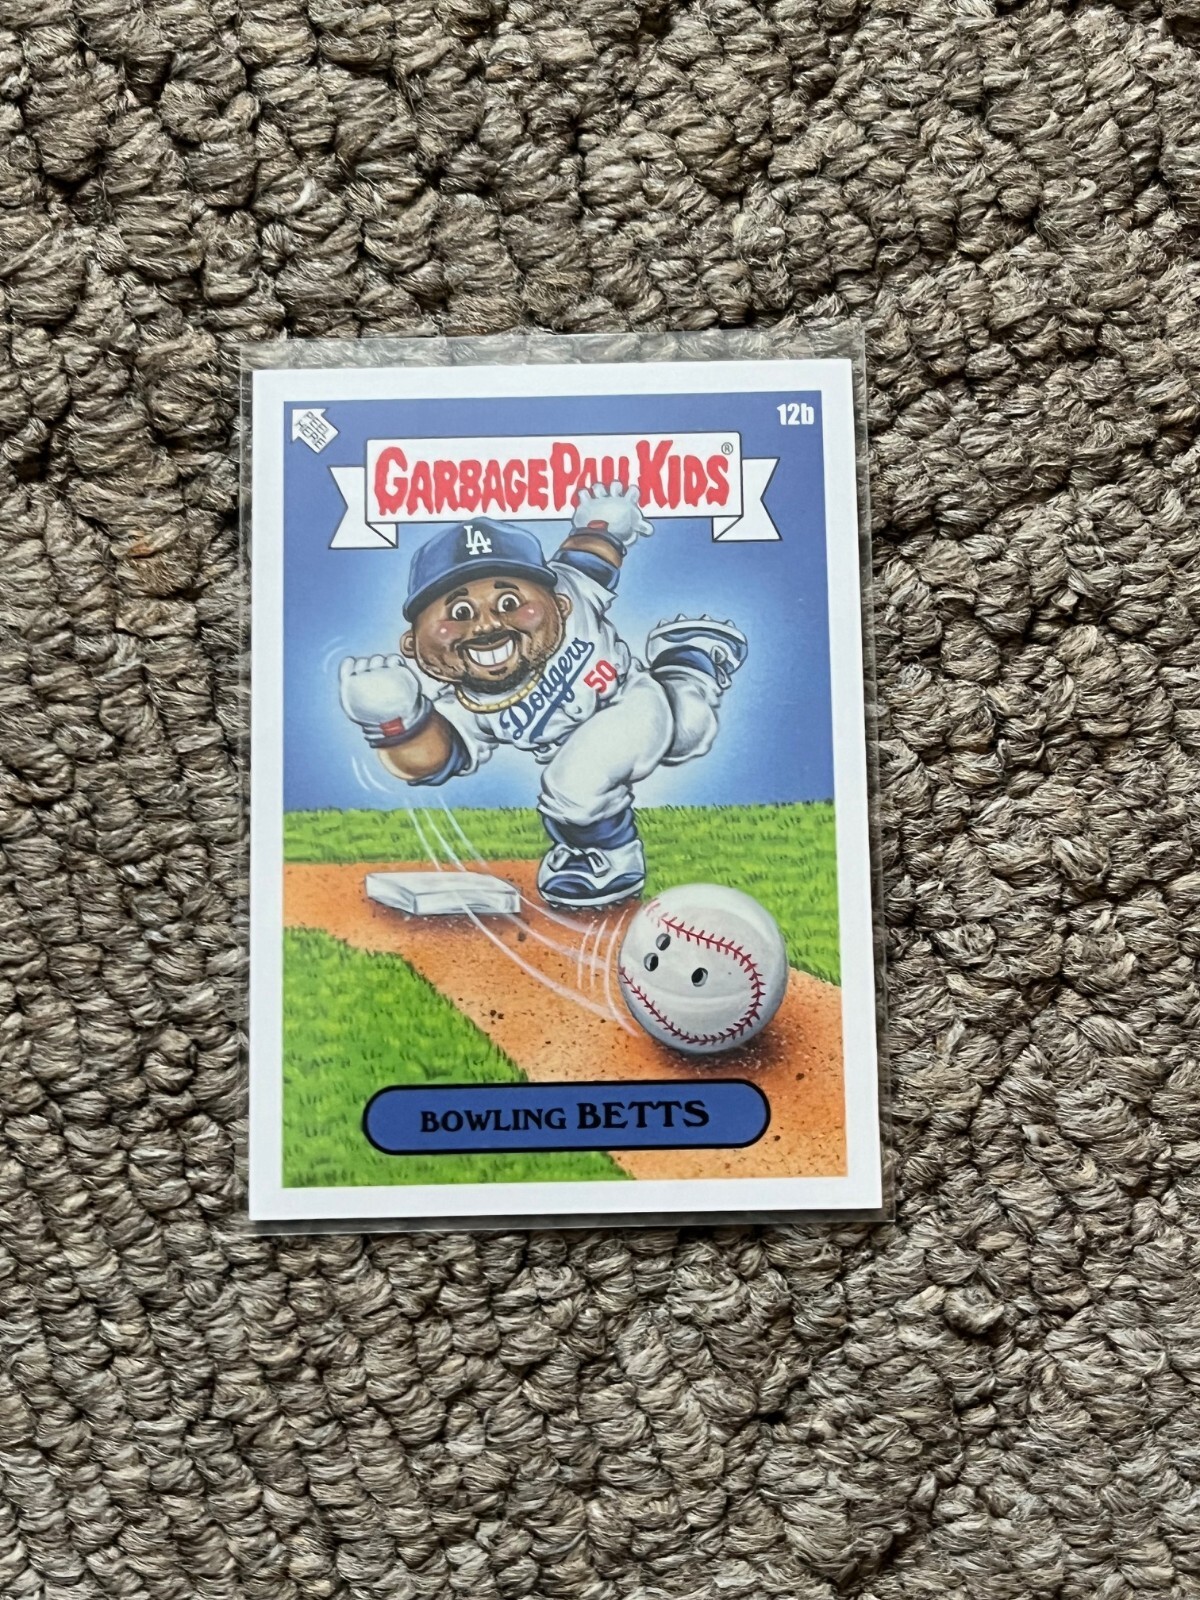 12b
GARBAGE PAIL KIDS®
LA
Dodgers
50
BOWLING BETTS